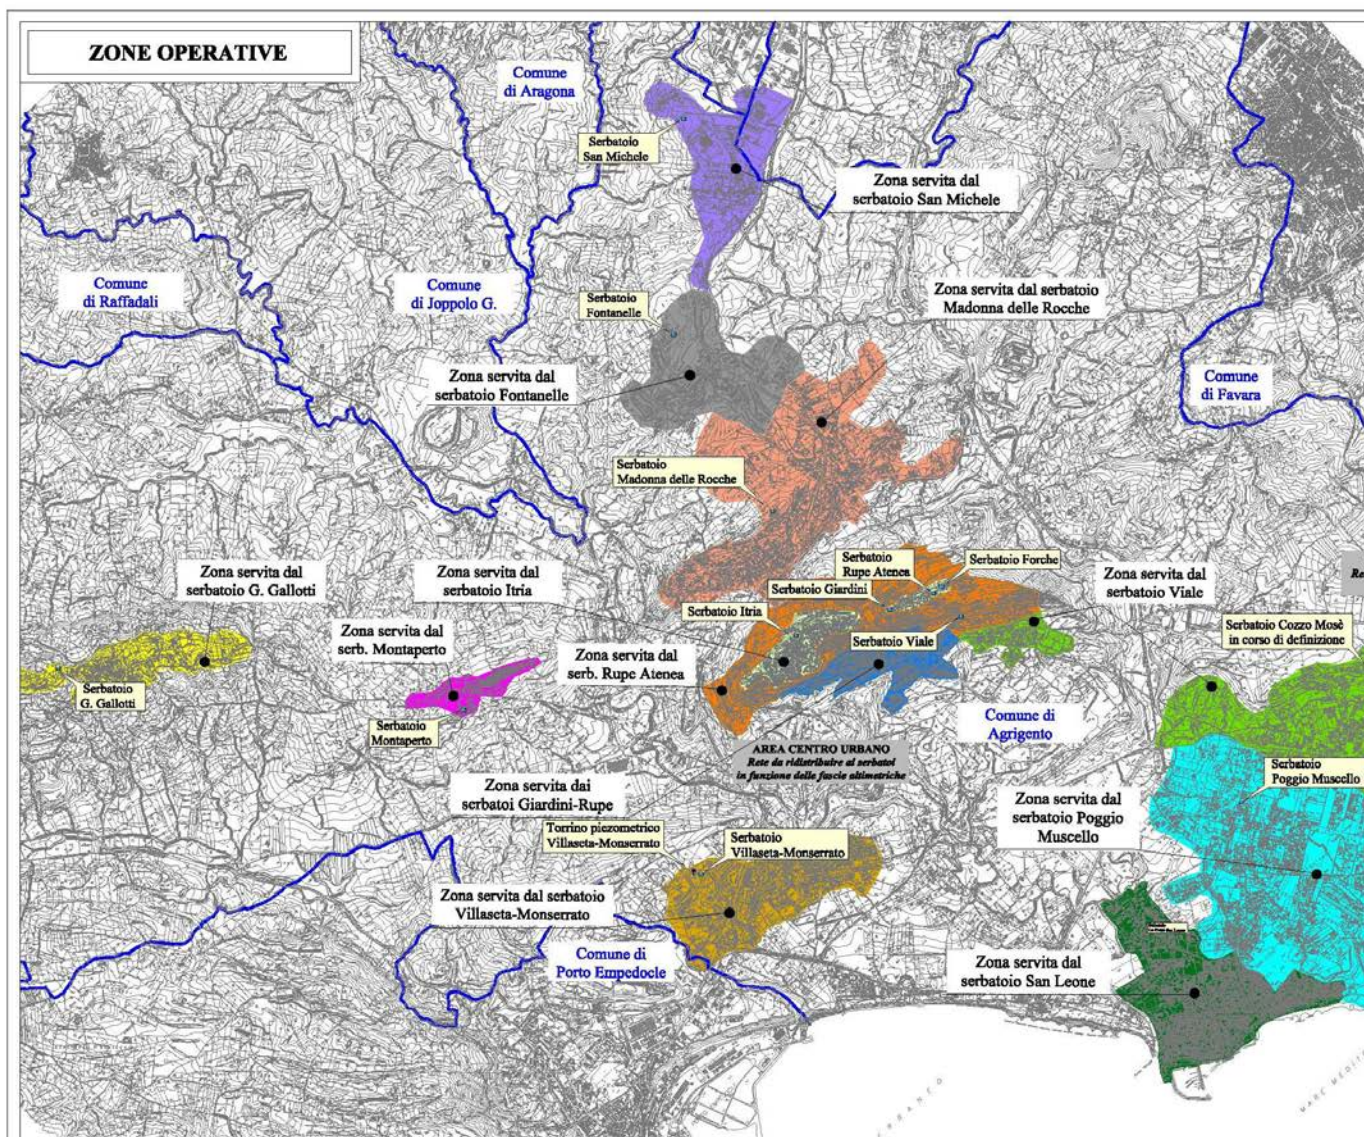 ZONE OPERATIVE
Comune
di Aragona
Serbatoio
San Michele
Zona servita dal
serbatoio San Michele
Comune
di Raffadali
Comune
di Joppolo G.
Serbatoio
Fontanelle
Zona servita dal serbatoio
Madonna delle Rocche
Zona servita dal
serbatoio Fontanelle
Comune
di Favara
Serbatoio
Madonna delle Rocche
Zona servita dal
serbatoio G. Gallotti
Zona servita dal
serbatoio Itria
Serbatoio
Rupe Atenea
Serbatoio Forche
Serbatoio Giardini
Zona servita dal
serbatoio Viale
Re
Serbatoio Itria
Serbatoio Viale
Serbatoio Cozzo Mosè
in corso di definizione
Zona servita dal
serb. Montaperto
Zona servita dal
serb. Rupe Atenea
Serbatoio
G. Gallotti
Serbatoio
Montaperto
Comune di
Agrigento
AREA CENTRO URBANO
Rete da ridistribuire ai serbatoi
in funzione delle fascie altimetriche
Serbatoio
Poggio Muscello
Zona servita dai
serbatoi Giardini-Rupe
Zona servita dal
serbatoio Poggio
Muscello
Torrino piezometrico
Villaseta-Monserrato
Serbatoio
Villaseta-Monserrato
Zona servita dal serbatoio
Villaseta-Monserrato
Comune di
Porto Empedocle
Zona servita dal
serbatoio San Leone